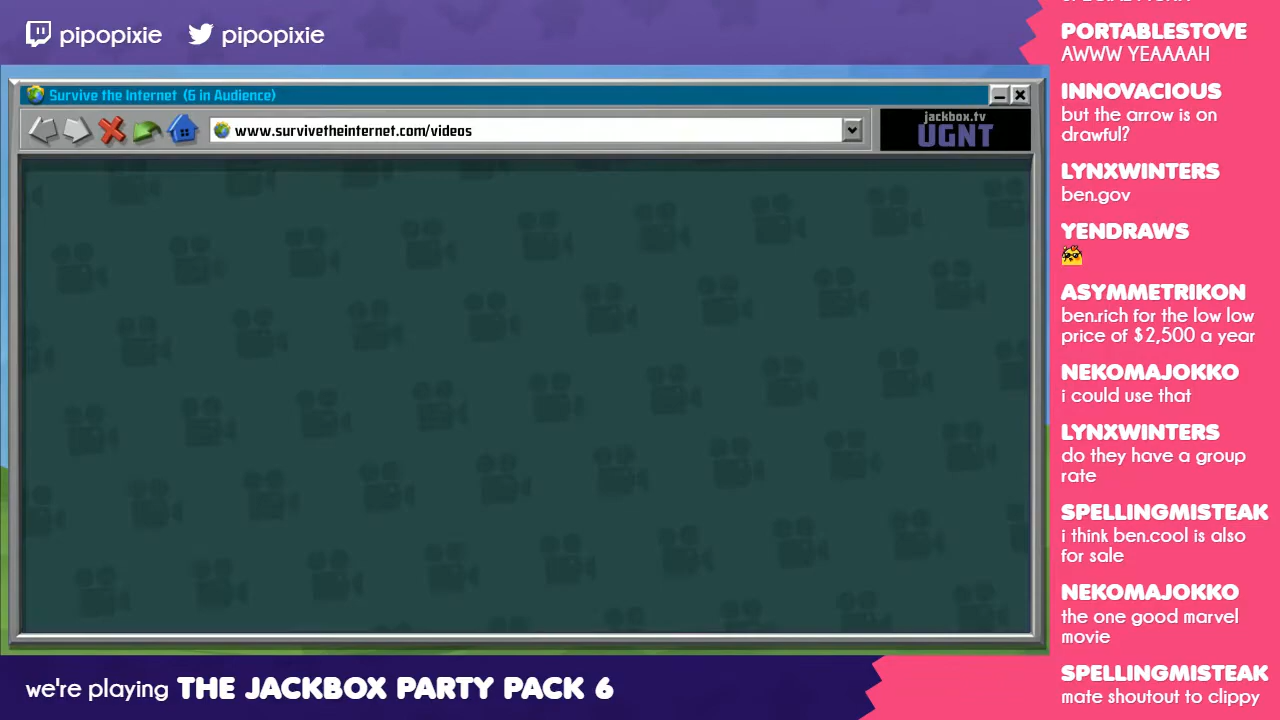 pipopixie pipopixie
Survive the Internet (6 in Audience)
www.survivetheinternet.com/videos
jackbox.tv
UGNT
we're playing THE JACKBOX PARTY PACK 6
PORTABLESTOVE
AWWW YEAAAAH
INNOVACIOUS
but the arrow is on
drawful?
LYNXWINTERS
ben.gov
YENDRAWS
ASYMMETRIKON
ben.rich for the low low
price of $2,500 a year
NEKOMAJOKKO
i could use that
LYNXWINTERS
do they have a group
rate
SPELLINGMISTEAK
i think ben.cool is also
for sale
NEKOMAJOKKO
the one good marvel
movie
SPELLINGMISTEAK
mate shoutout to clippy